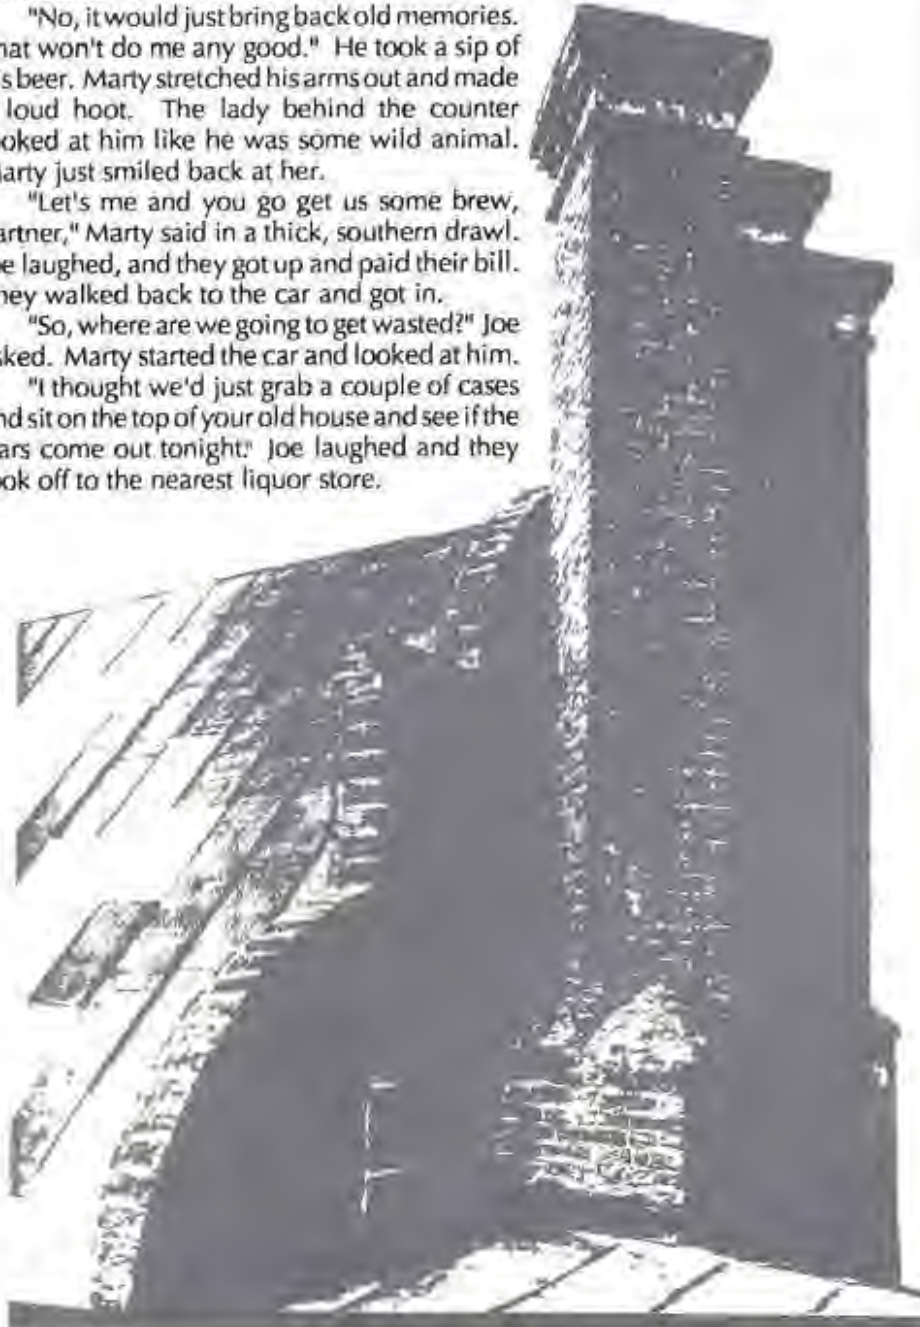 "No, it would just bring back old memories.
hat won't do me any good." He took a sip of
s beer. Marty stretched his arms out and made
loud hoot. The lady behind the counter
oked at him like he was some wild animal.
arty just smiled back at her.
"Let's me and you go get us some brew,
artner," Marty said in a thick, southern drawl.
e laughed, and they got up and paid their bill.
hey walked back to the car and got in.
"So, where are we going to get wasted?" Joe
sked. Marty started the car and looked at him.
"I thought we'd just grab a couple of cases
nd sit on the top of your old house and see if the
ars come out tonight." Joe laughed and they
ok off to the nearest liquor store.